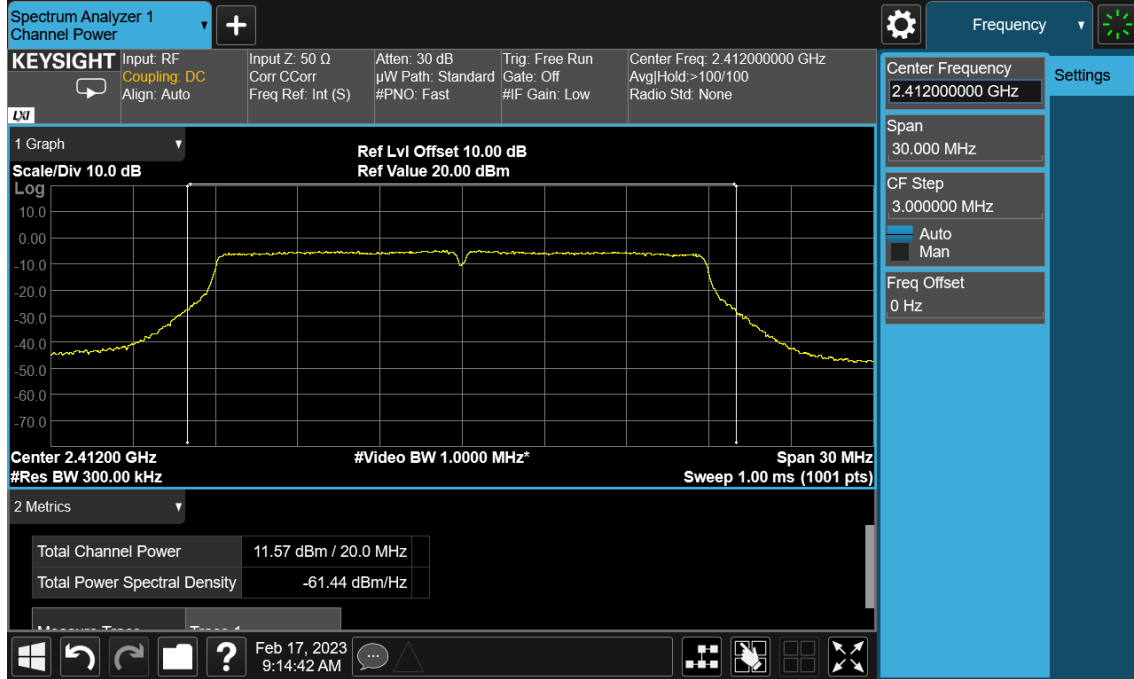 Spectrum Analyzer 1
Channel Power
+
Frequency
KEYSIGHT
LXI
Input: RF
Coupling: DC
Align: Auto
Input Z: 50 Ω
Corr CCorr
Freq Ref: Int (S)
Atten: 30 dB
µW Path: Standard
#PNO: Fast
Trig: Free Run
Gate: Off
#IF Gain: Low
Center Freq: 2.412000000 GHz
Avg|Hold:>100/100
Radio Std: None
Center Frequency
2.412000000 GHz
Settings
Span
30.000 MHz
CF Step
3.000000 MHz
Auto
Man
Freq Offset
0 Hz
1 Graph
Scale/Div 10.0 dB
Ref Lvl Offset 10.00 dB
Ref Value 20.00 dBm
Log
10.0
0.00
-10.0
-20.0
-30.0
-40.0
-50.0
-60.0
-70.0
Center 2.41200 GHz
#Video BW 1.0000 MHz*
Span 30 MHz
#Res BW 300.00 kHz
Sweep 1.00 ms (1001 pts)
2 Metrics
Total Channel Power 11.57 dBm / 20.0 MHz
Total Power Spectral Density -61.44 dBm/Hz
?
Feb 17, 2023
9:14:42 AM